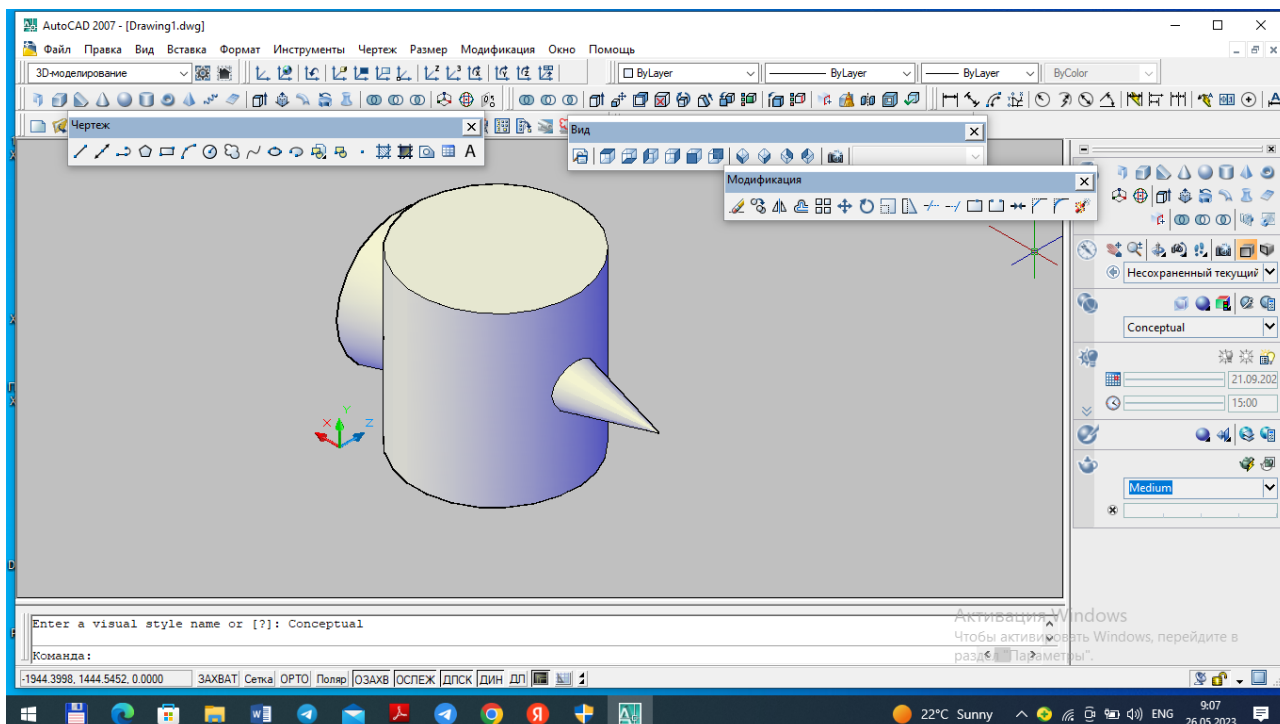 AutoCAD 2007 - [Drawing1.dwg]
Файл Правка Вид Вставка Формат Инструменты Чертеж Размер Модификация Окно Помощь
3D-моделирование ByLayer ByLayer ByLayer ByColor
Чертеж
Вид
A
Модификация
Несохраненный текущий
Conceptual
21.09.202
15:00
Medium
X Y Z
Enter a visual style name or [?]: Conceptual
Команда:
Активация Windows
Чтобы активировать Windows, перейдите в
раздел "Параметры".
-1944.3998, 1444.5452, 0.0000 ЗАХВАТ Сетка ОРТО Поляр ОЗАХВ ОСПЕЖ ДПСК ДИН ДП
22°C Sunny ENG 9:07
26.05.2023